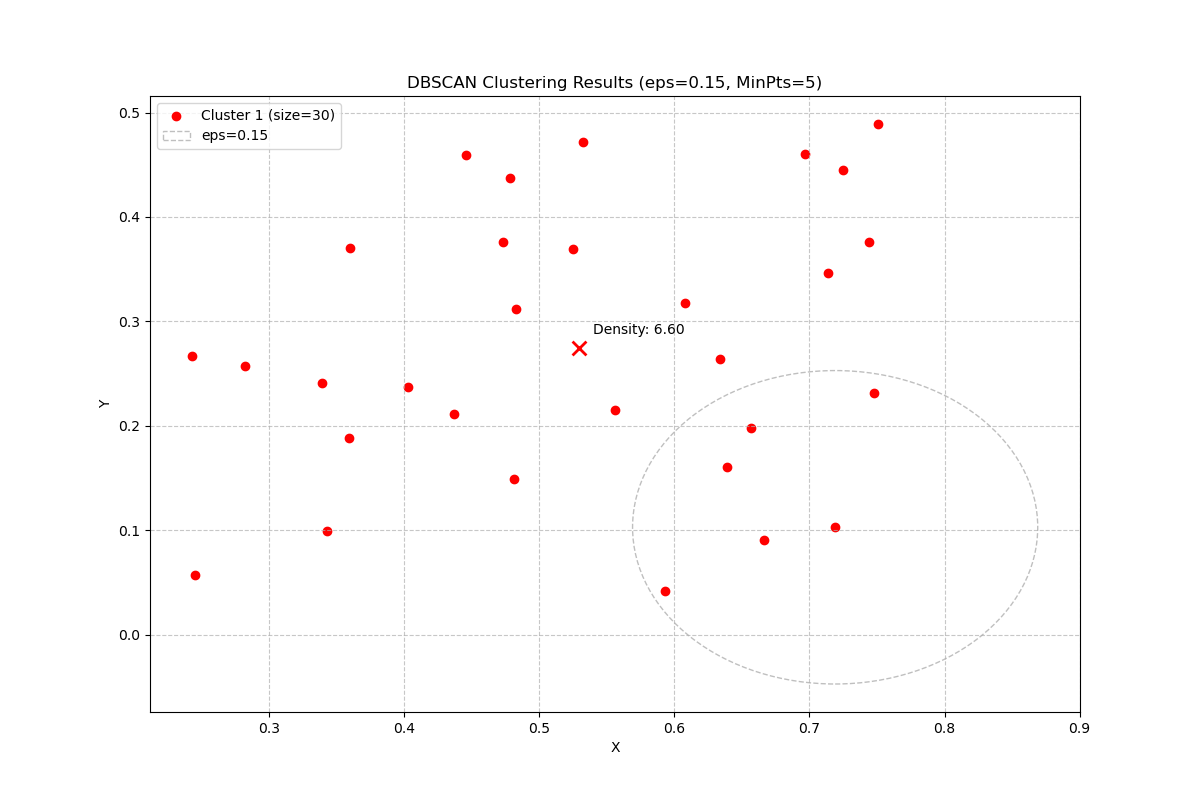 DBSCAN Clustering Results (eps=0.15, MinPts=5)
Cluster 1 (size=30)
eps=0.15
0.5
0.4
0.3
0.2
0.1
0.0
Y
Density: 6.60
0.3
0.4
0.5
0.6
0.7
0.8
0.9
X